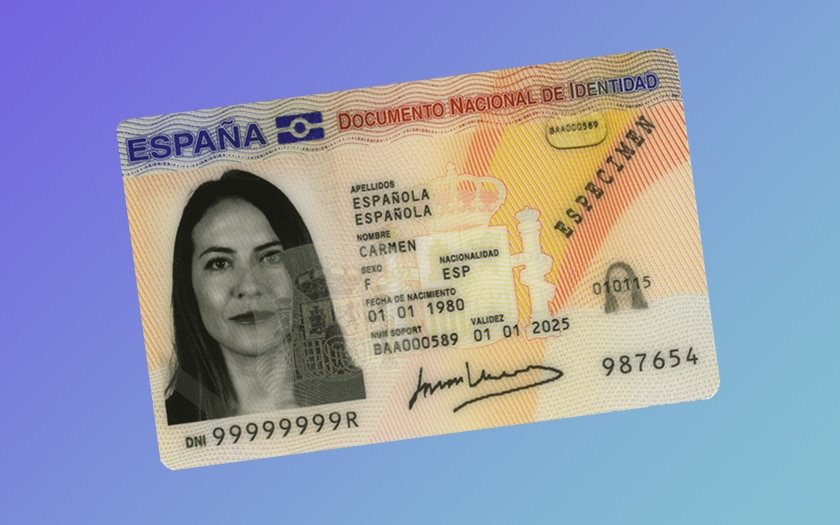 ESPAÑA DOCUMENTO NACIONAL DE IDENTIDAD
BAA000589
ESPECIMEN
APELLIDOS
ESPAÑOLA
ESPAÑOLA
NOMBRE
CARMEN
SEXO NACIONALIDAD
F ESP
FECHA DE NACIMIENTO
01 01 1980
NUM SOPORT VALIDEZ
BAA000589 01 01 2025
010115
987654
DNI 99999999R